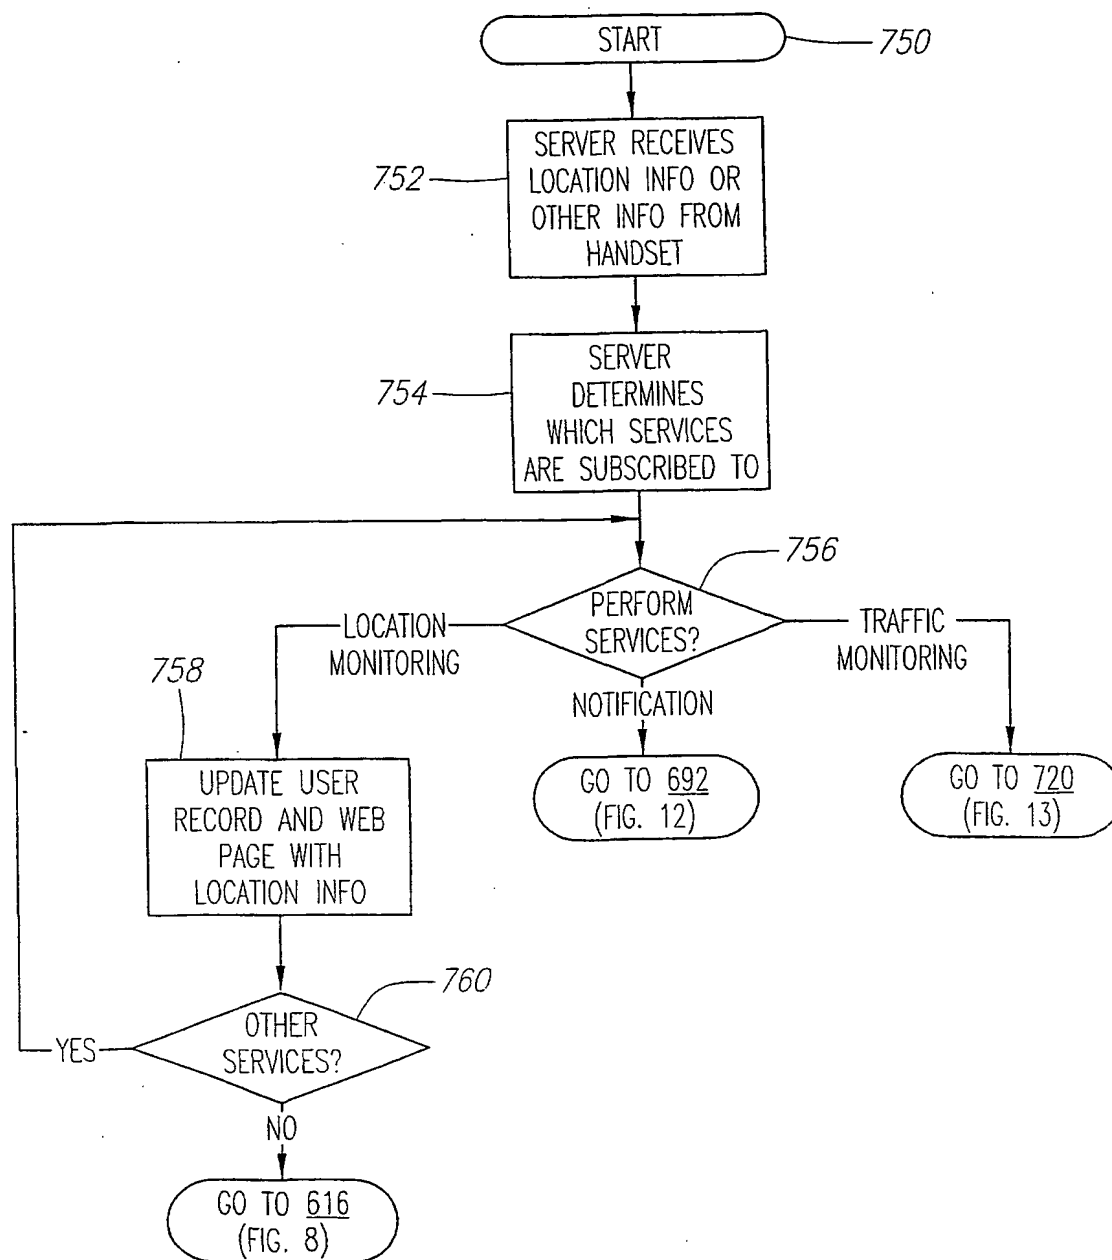 START
750
SERVER RECEIVES
LOCATION INFO OR
OTHER INFO FROM
HANDSET
752
SERVER
DETERMINES
WHICH SERVICES
ARE SUBSCRIBED TO
754
756
PERFORM
SERVICES?
LOCATION
MONITORING
TRAFFIC
MONITORING
NOTIFICATION
758
UPDATE USER
RECORD AND WEB
PAGE WITH
LOCATION INFO
GO TO 692
(FIG. 12)
GO TO 720
(FIG. 13)
760
OTHER
SERVICES?
YES
NO
GO TO 616
(FIG. 8)